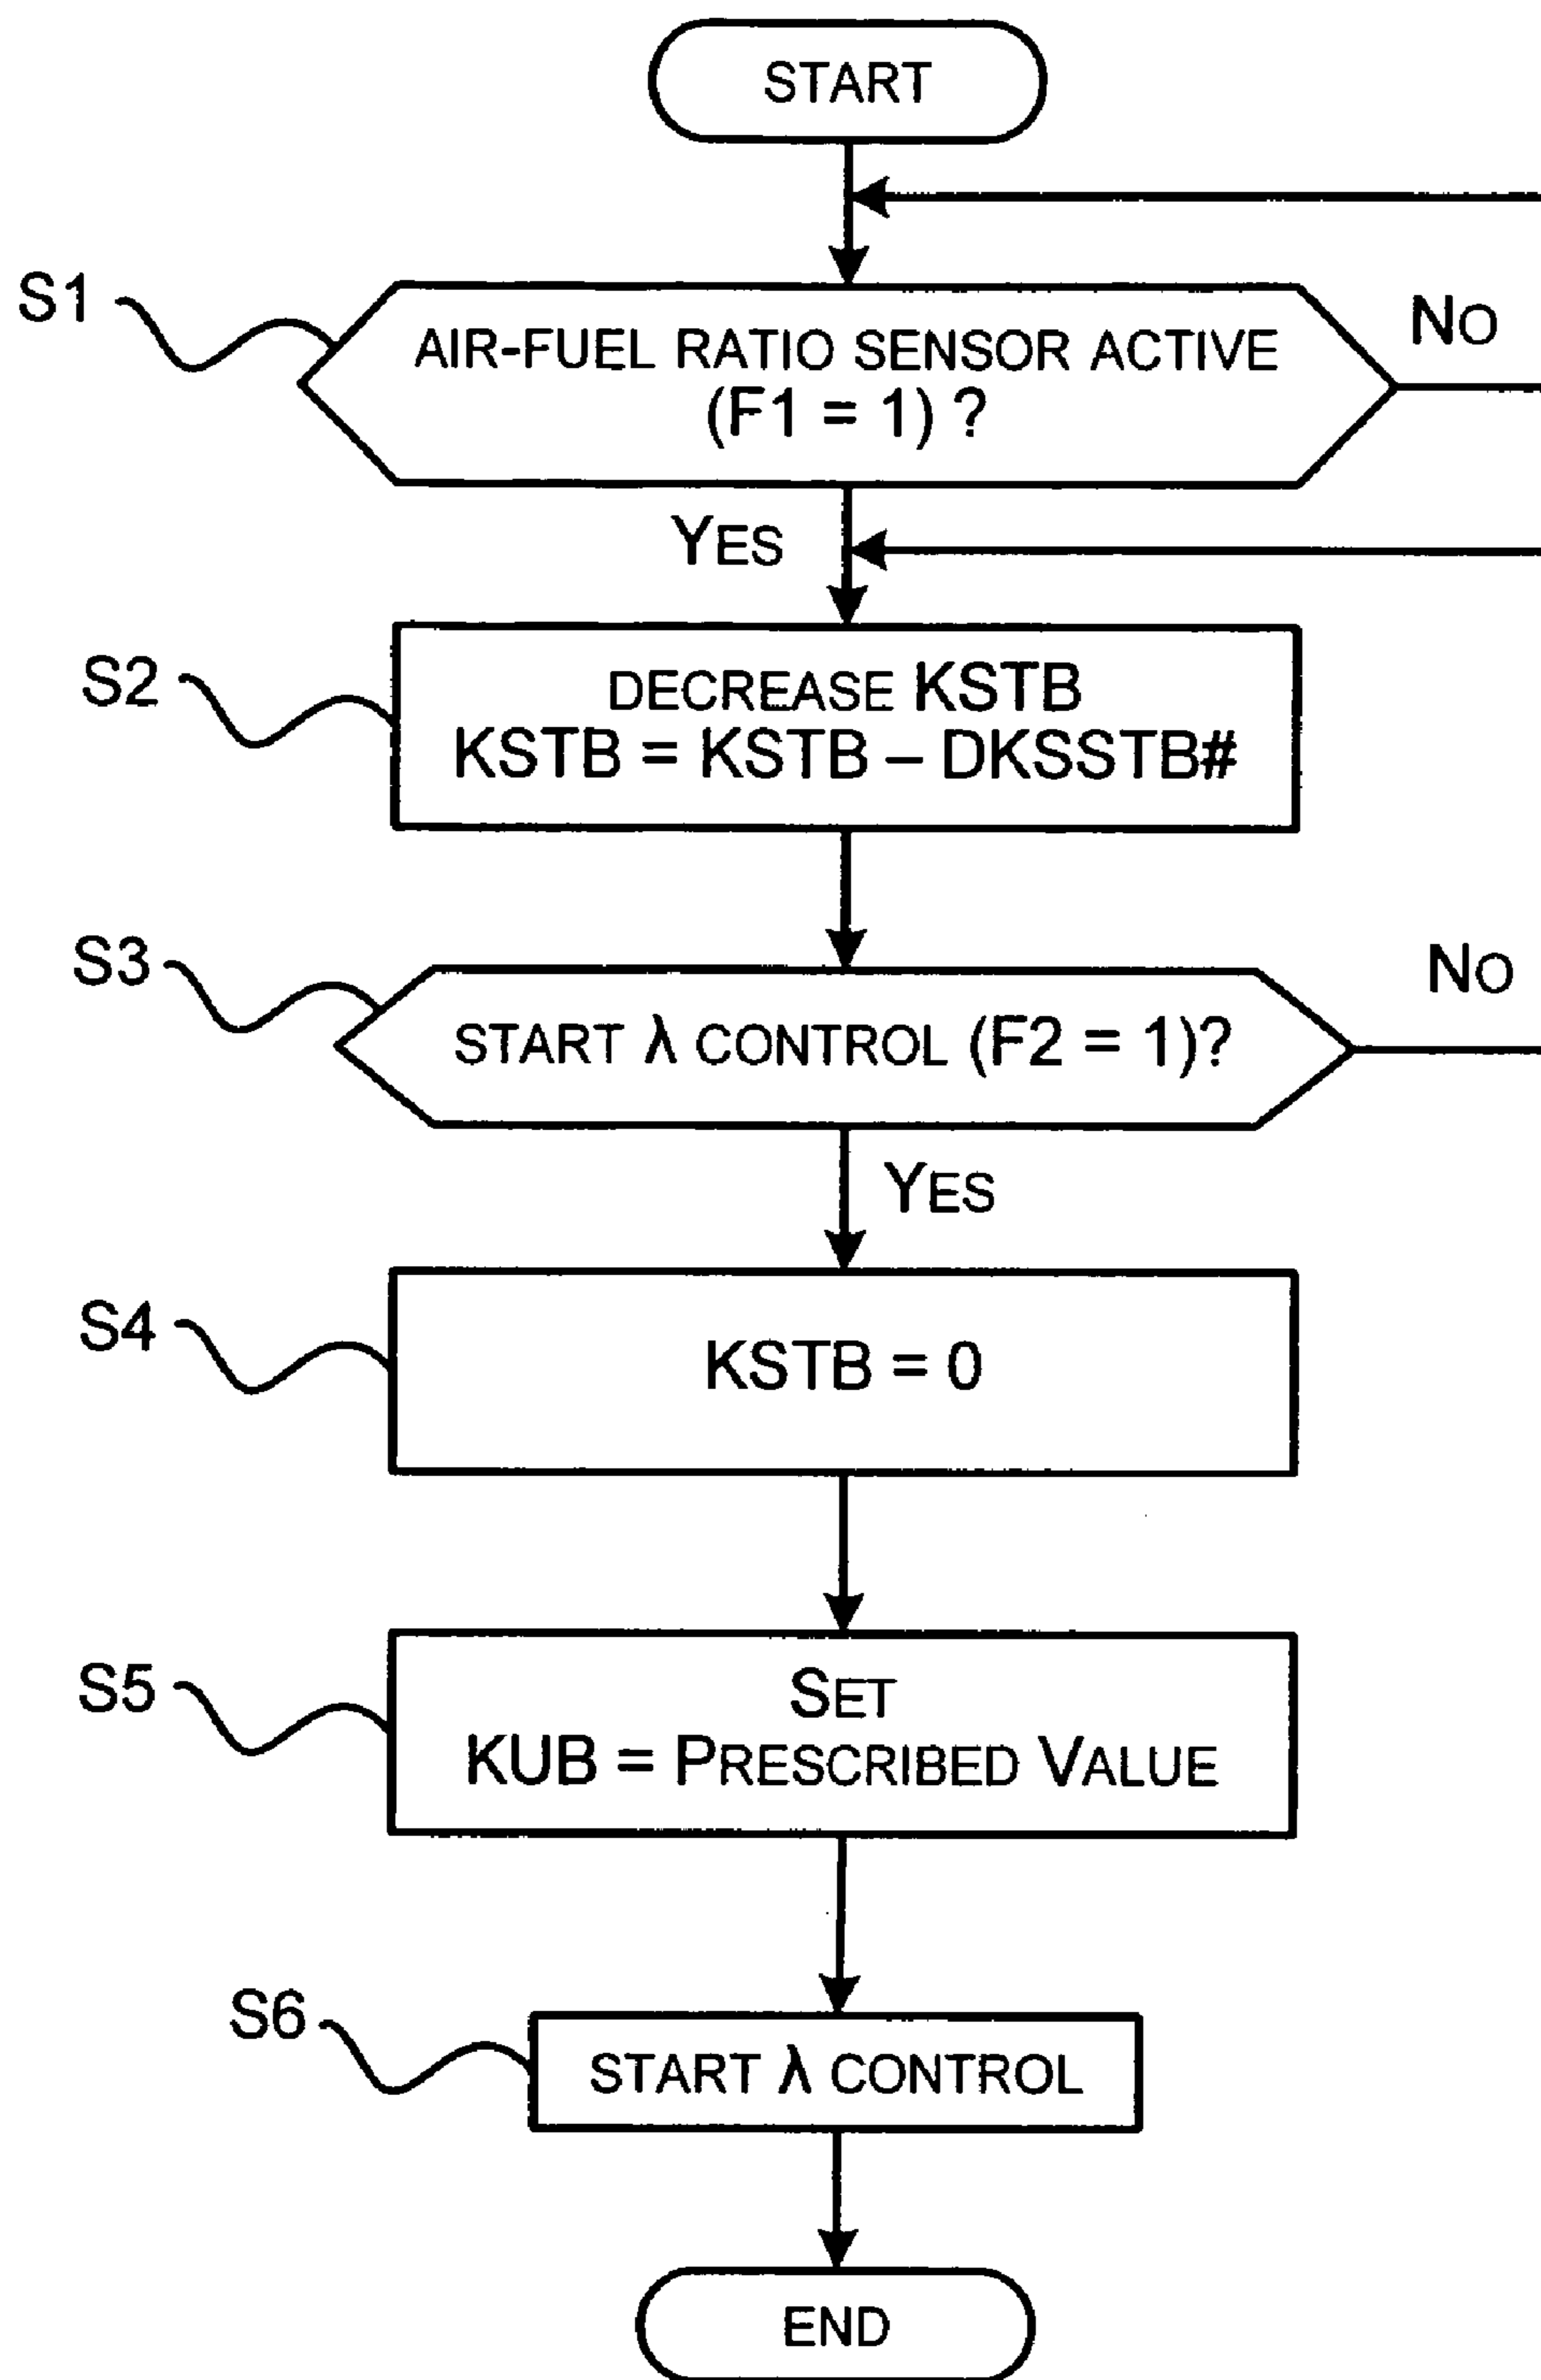 START
S1
AIR-FUEL RATIO SENSOR ACTIVE
(F1 = 1) ?
NO
YES
S2
DECREASE KSTB
KSTB = KSTB – DKSSTB#
S3
START λ CONTROL (F2 = 1)?
NO
YES
S4
KSTB = 0
S5
SET
KUB = PRESCRIBED VALUE
S6
START λ CONTROL
END